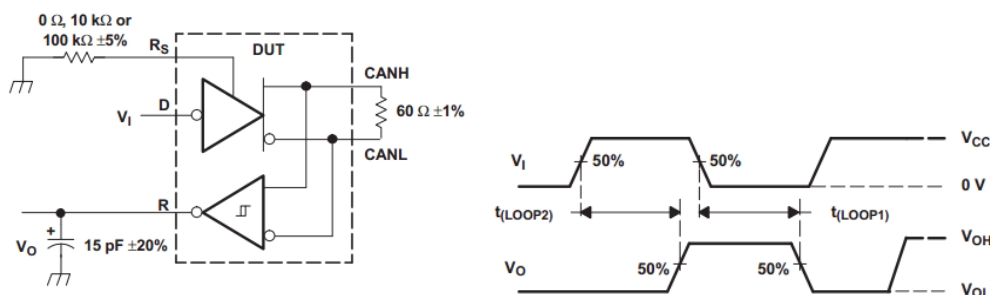 0 Ω, 10 kΩ or
100 kΩ ±5%
RS
DUT
CANH
D
VI
60 Ω ±1%
CANL
R
+
VO
15 pF ±20%
VI
50%
50%
VCC
0 V
t(LOOP2)
t(LOOP1)
VO
50%
50%
VOH
VOL